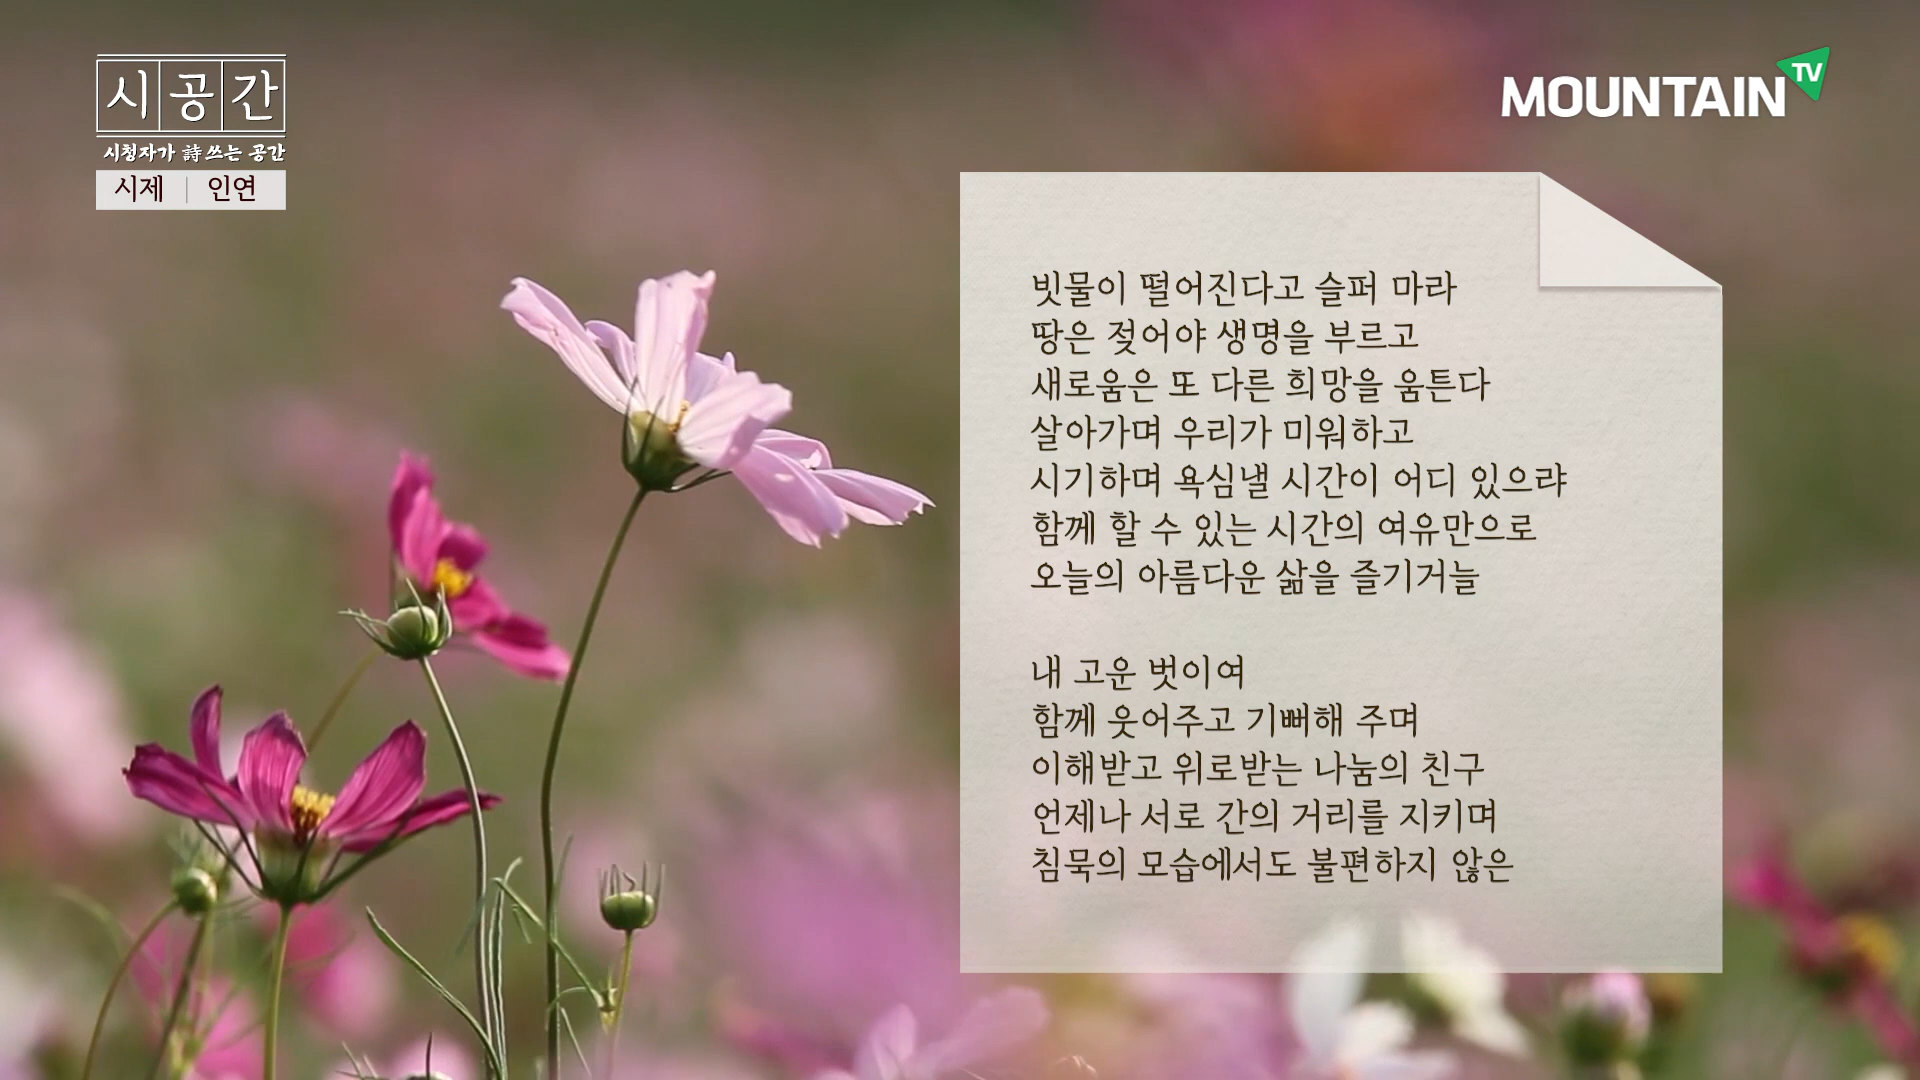 시공간
시청자가 詩 쓰는 공간
시제 | 인연
MOUNTAIN TV
빗물이 떨어진다고 슬퍼 마라
땅은 젖어야 생명을 부르고
새로움은 또 다른 희망을 움튼다
살아가며 우리가 미워하고
시기하며 욕심낼 시간이 어디 있으랴
함께 할 수 있는 시간의 여유만으로
오늘의 아름다운 삶을 즐기거늘
내 고운 벗이여
함께 웃어주고 기뻐해 주며
이해받고 위로받는 나눔의 친구
언제나 서로 간의 거리를 지키며
침묵의 모습에서도 불편하지 않은